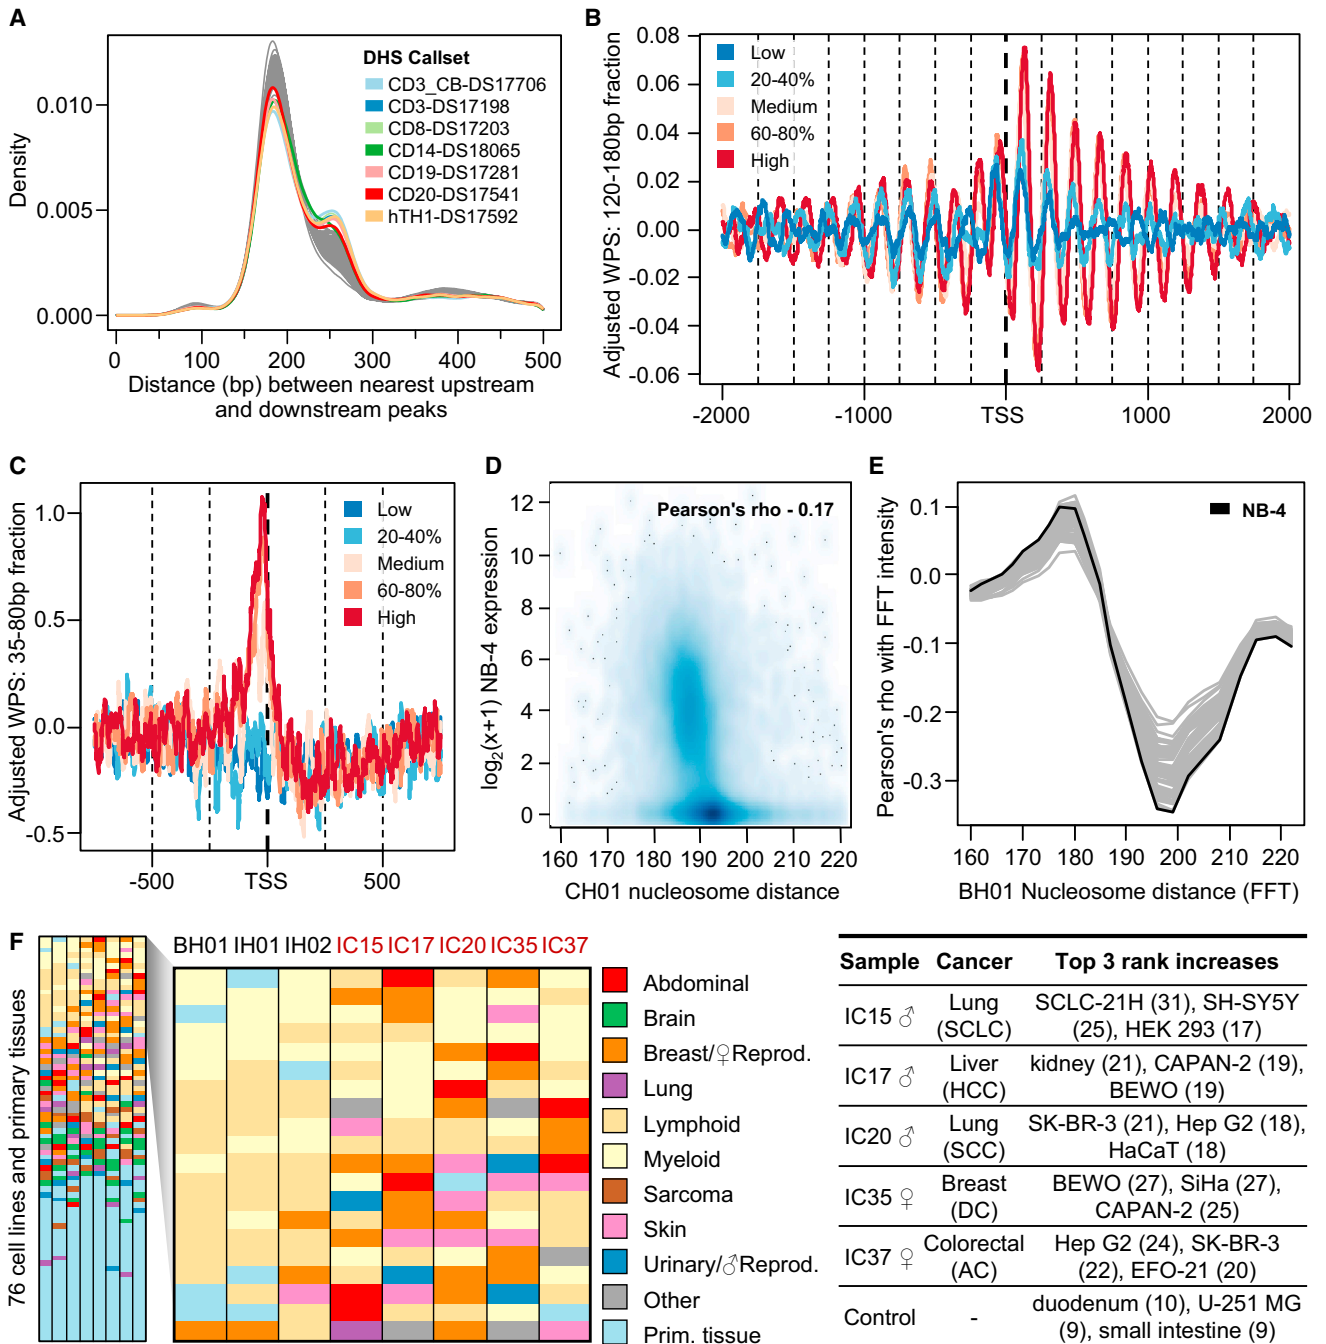 A
DHS Callset
CD3_CB-DS17706
CD3-DS17198
CD8-DS17203
CD14-DS18065
CD19-DS17281
CD20-DS17541
hTH1-DS17592
Density
0.010
0.005
0.000
0
100
200
300
400
500
Distance (bp) between nearest upstream
and downstream peaks
B
Adjusted WPS: 120-180bp fraction
0.08
0.06
0.04
0.02
0.00
-0.02
-0.04
-0.06
Low
20-40%
Medium
60-80%
High
-2000
-1000
TSS
1000
2000
C
Adjusted WPS: 35-80bp fraction
1.0
0.5
0.0
-0.5
Low
20-40%
Medium
60-80%
High
-500
TSS
500
D
Pearson's rho - 0.17
log2(x+1) NB-4 expression
12
10
8
6
4
2
0
160 170 180 190 200 210 220
CH01 nucleosome distance
E
NB-4
Pearson's rho with FFT intensity
0.1
0.0
-0.1
-0.2
-0.3
160 170 180 190 200 210 220
BH01 Nucleosome distance (FFT)
F
76 cell lines and primary tissues
BH01 IH01 IH02 IC15 IC17 IC20 IC35 IC37
Abdominal
Brain
Breast/♀Reprod.
Lung
Lymphoid
Myeloid
Sarcoma
Skin
Urinary/♂Reprod.
Other
Prim. tissue
Sample Cancer Top 3 rank increases
IC15 ♂ Lung (SCLC) SCLC-21H (31), SH-SY5Y (25), HEK 293 (17)
IC17 ♂ Liver (HCC) kidney (21), CAPAN-2 (19), BEWO (19)
IC20 ♂ Lung (SCC) SK-BR-3 (21), Hep G2 (18), HaCaT (18)
IC35 ♀ Breast (DC) BEWO (27), SiHa (27), CAPAN-2 (25)
IC37 ♀ Colorectal (AC) Hep G2 (24), SK-BR-3 (22), EFO-21 (20)
Control - duodenum (10), U-251 MG (9), small intestine (9)